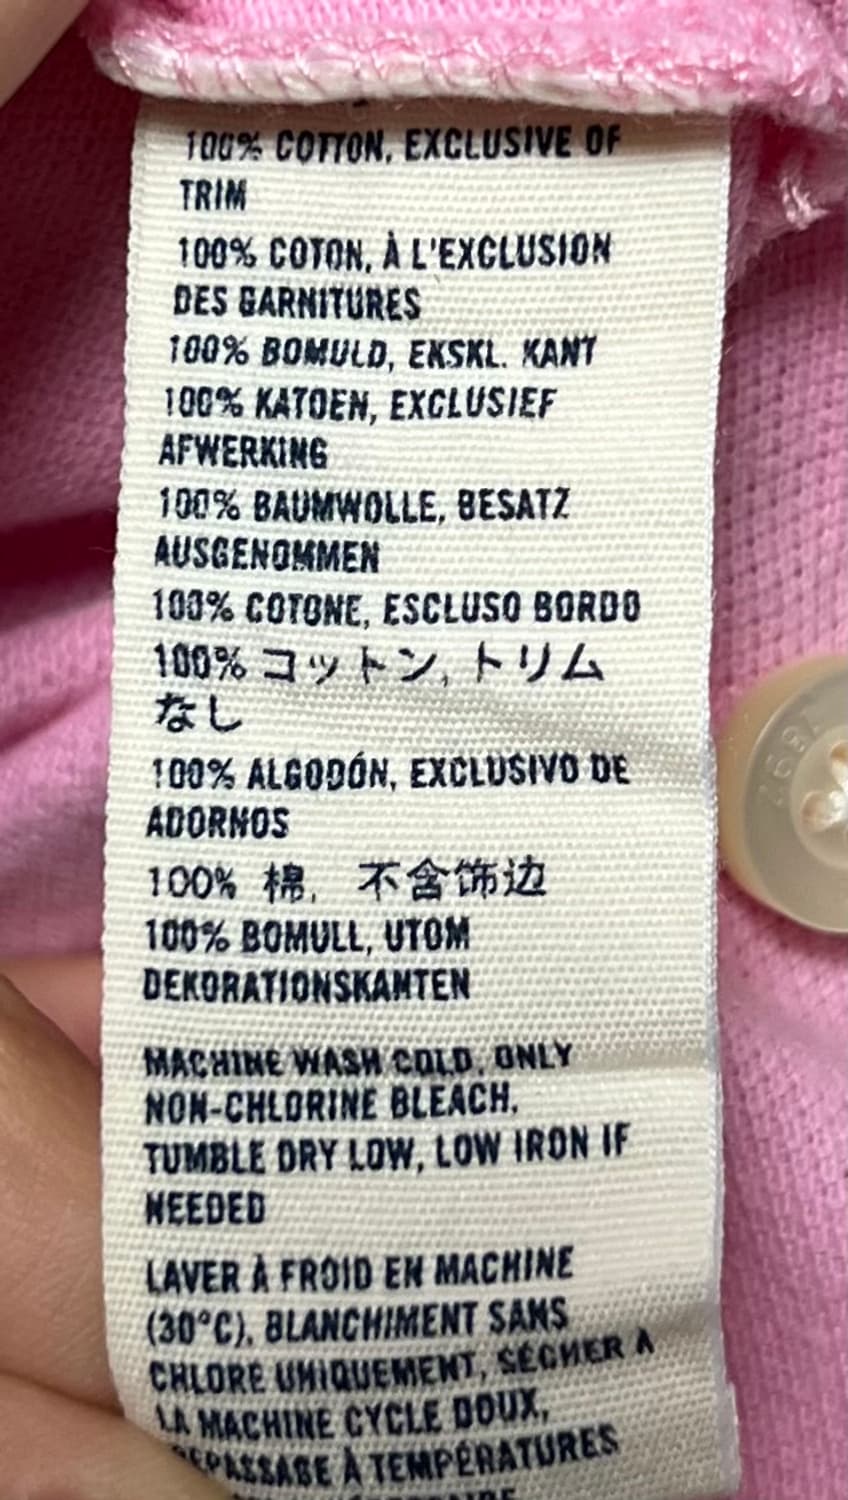 100% COTTON, EXCLUSIVE OF
TRIM
100% COTON, À L'EXCLUSION
DES GARNITURES
100% BOMULD, EKSKL. KANT
100% KATOEN, EXCLUSIEF
AFWERKING
100% BAUMWOLLE, BESATZ
AUSGENOMMEN
100% COTONE, ESCLUSO BORDO
100% コットン, トリム
なし
100% ALGODÓN, EXCLUSIVO DE
ADORNOS
100% 棉, 不含饰边
100% BOMULL, UTOM
DEKORATIONSKANTEN
MACHINE WASH COLD, ONLY
NON-CHLORINE BLEACH,
TUMBLE DRY LOW, LOW IRON IF
NEEDED
LAVER À FROID EN MACHINE
(30°C), BLANCHIMENT SANS
CHLORE UNIQUEMENT, SÉCHER À
LA MACHINE CYCLE DOUX,
REPASSAGE À TEMPÉRATURES